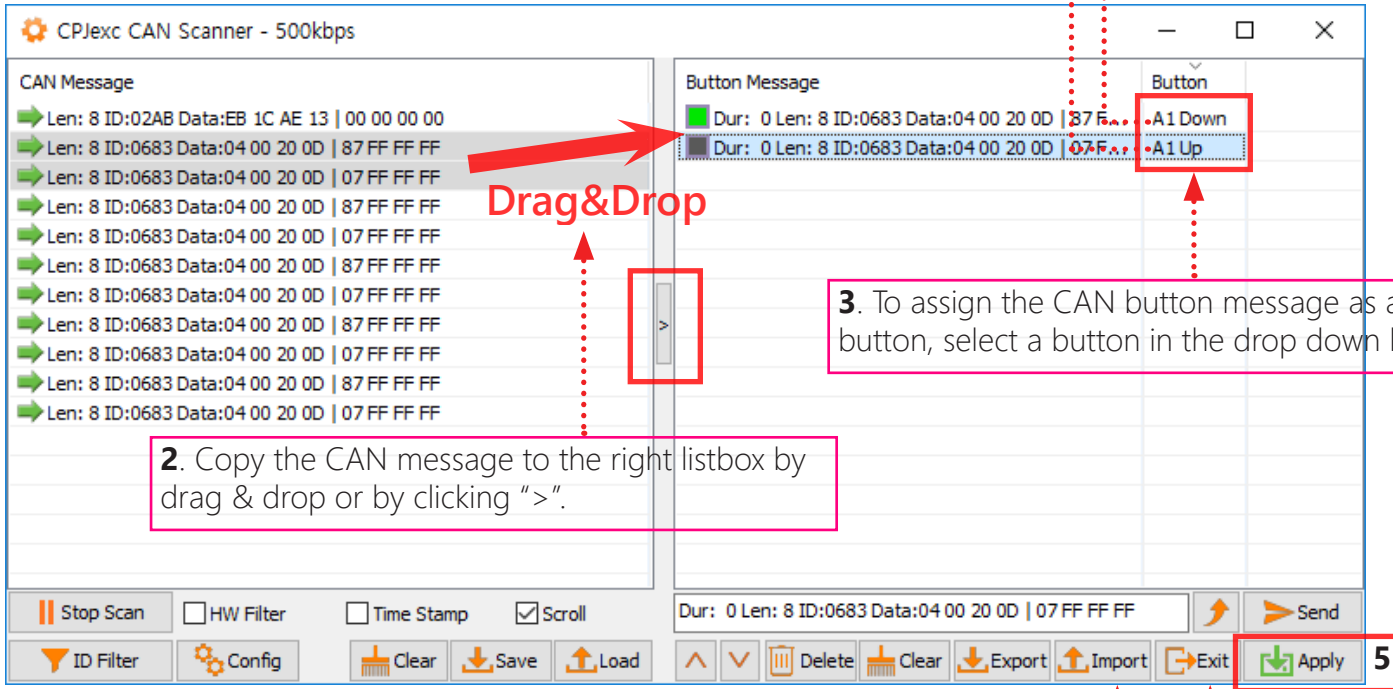 CPJexc CAN Scanner - 500kbps
CAN Message
Len: 8 ID:02AB Data:EB 1C AE 13 | 00 00 00 00
Len: 8 ID:0683 Data:04 00 20 0D | 87 FF FF FF
Len: 8 ID:0683 Data:04 00 20 0D | 07 FF FF FF
Len: 8 ID:0683 Data:04 00 20 0D | 87 FF FF FF
Len: 8 ID:0683 Data:04 00 20 0D | 07 FF FF FF
Len: 8 ID:0683 Data:04 00 20 0D | 87 FF FF FF
Len: 8 ID:0683 Data:04 00 20 0D | 07 FF FF FF
Len: 8 ID:0683 Data:04 00 20 0D | 87 FF FF FF
Len: 8 ID:0683 Data:04 00 20 0D | 07 FF FF FF
Len: 8 ID:0683 Data:04 00 20 0D | 87 FF FF FF
Len: 8 ID:0683 Data:04 00 20 0D | 07 FF FF FF
Drag&Drop
>
Button Message Button
Dur: 0 Len: 8 ID:0683 Data:04 00 20 0D | 87 F... A1 Down
Dur: 0 Len: 8 ID:0683 Data:04 00 20 0D | 07 F... A1 Up
3. To assign the CAN button message as a
button, select a button in the drop down
2. Copy the CAN message to the right listbox by
drag & drop or by clicking ">".
Stop Scan HW Filter Time Stamp Scroll
Dur: 0 Len: 8 ID:0683 Data:04 00 20 0D | 07 FF FF FF Send
ID Filter Config Clear Save Load
Delete Clear Export Import Exit Apply 5